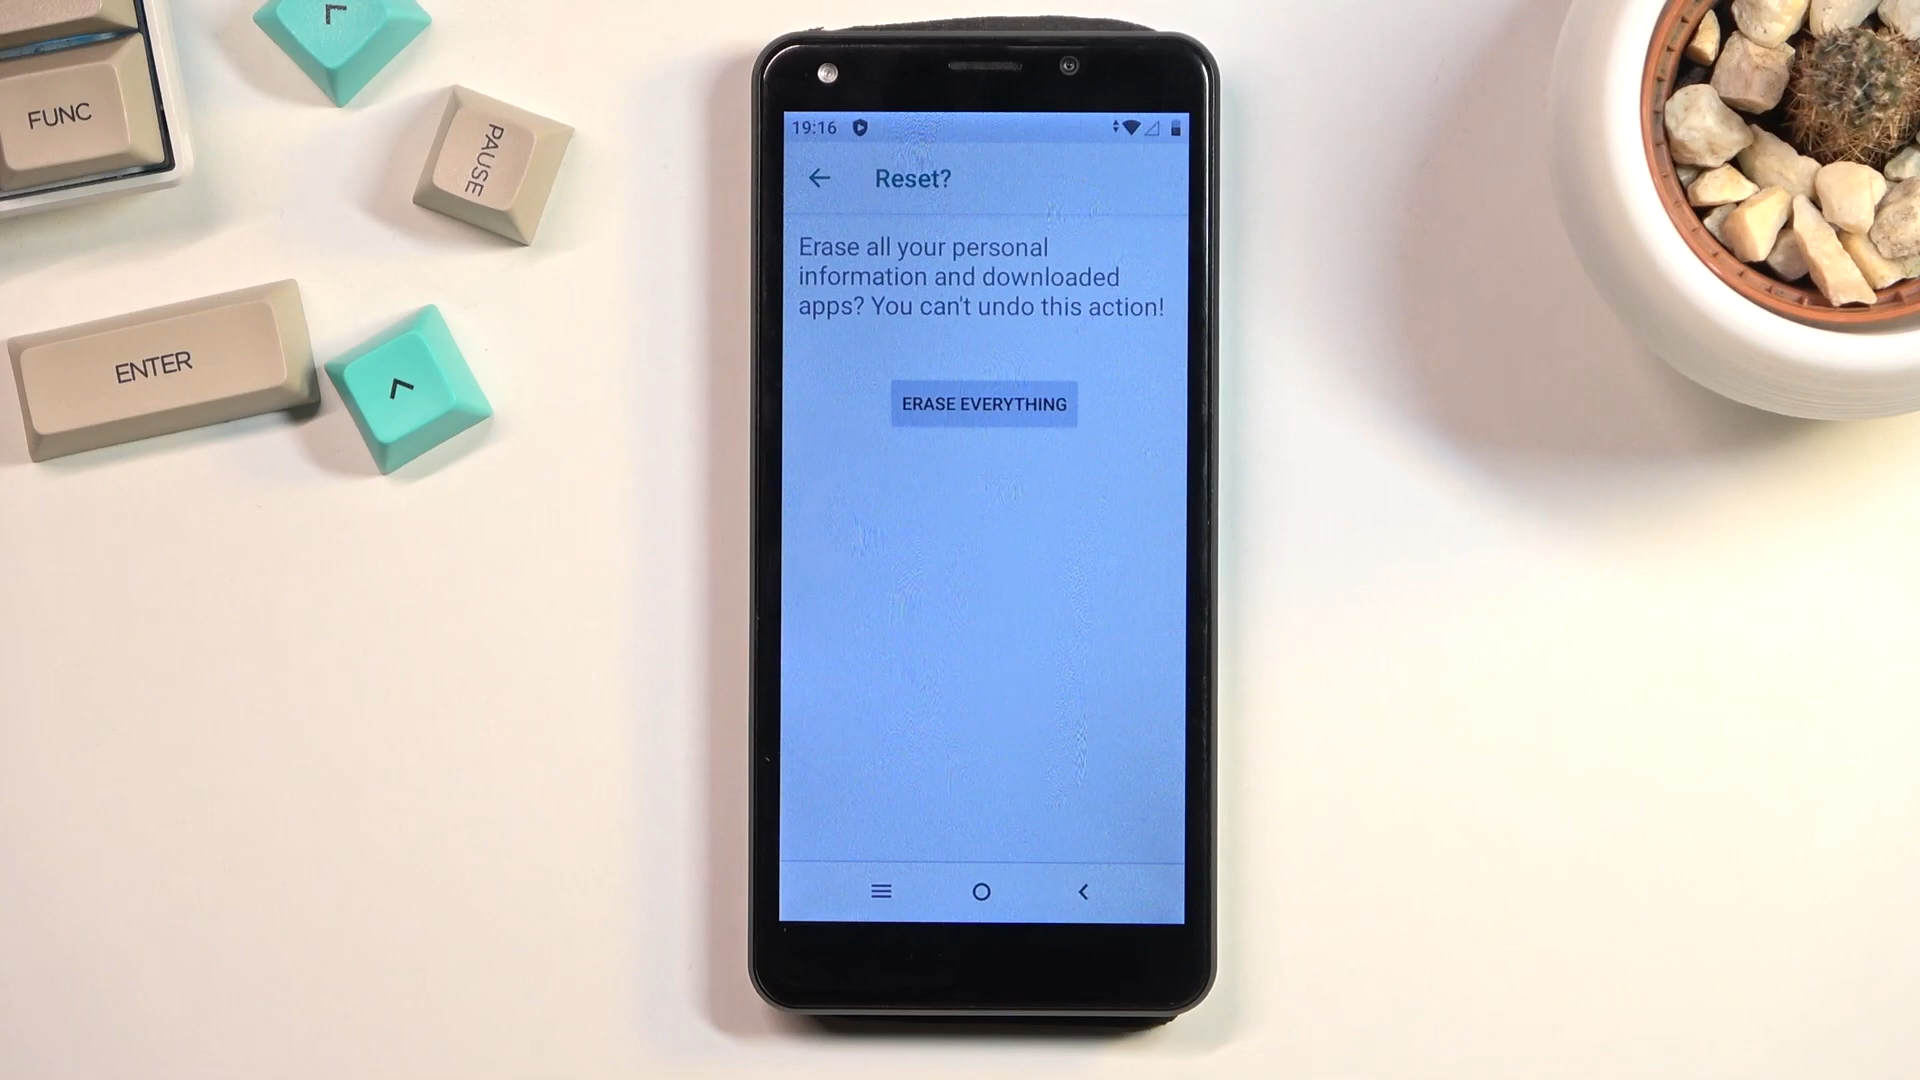 FUNC
PAUSE
ENTER
19:16
Reset?
Erase all your personal
information and downloaded
apps? You can't undo this action!
ERASE EVERYTHING